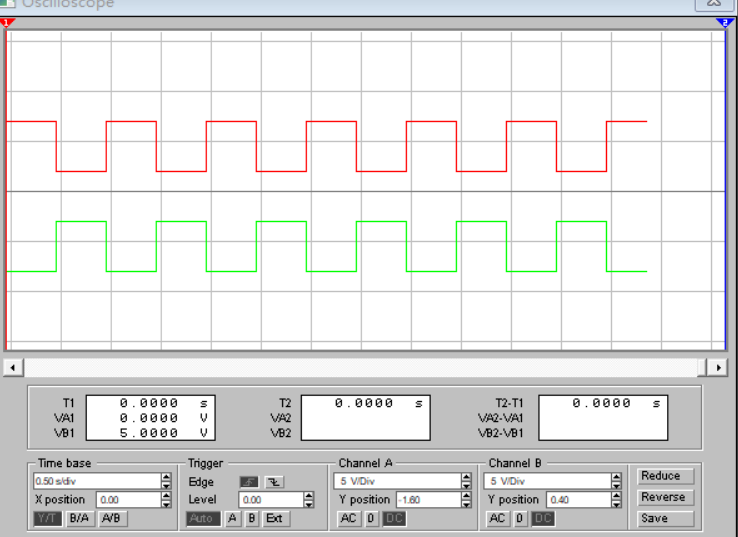 Oscilloscope
1 2
T1 0.0000 s T2 0.0000 s T2-T1 0.0000 s
VA1 0.0000 V VA2 VA2-VA1
VB1 5.0000 V VB2 VB2-VB1
Time base Trigger Channel A Channel B
0.50 s/div Edge 5 V/Div 5 V/Div Reduce
X position 0.00 Level 0.00 Y position -1.60 Y position 0.40 Reverse
Y/T B/A A/B Auto A B Ext AC 0 DC AC 0 DC Save